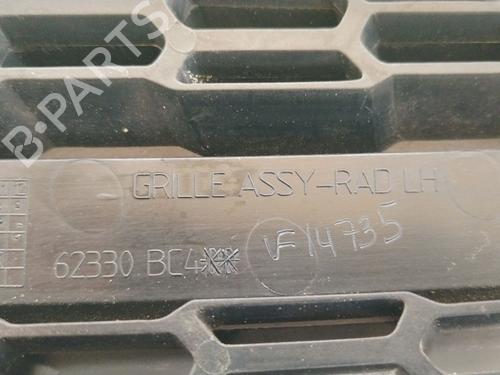 B-PARTS
GRILLE ASSY-RAD LH
62330 BC4** VF14735